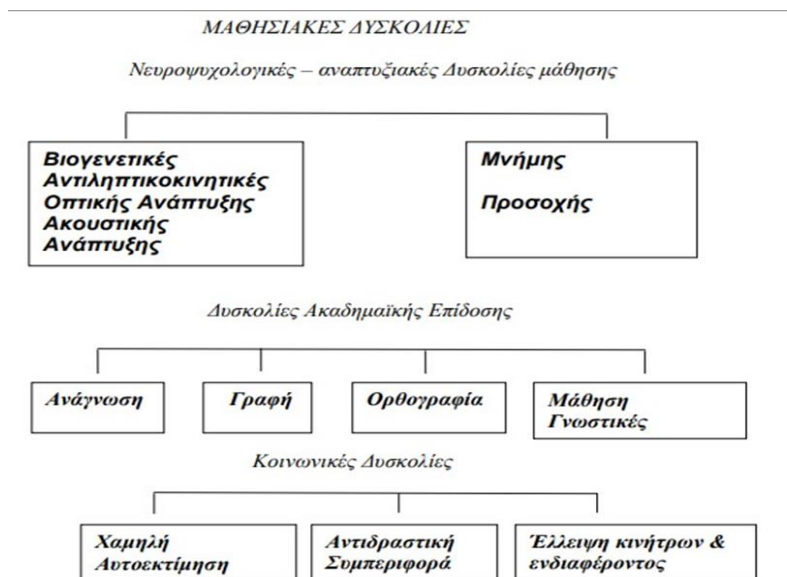 ΜΑΘΗΣΙΑΚΕΣ ΔΥΣΚΟΛΙΕΣ
Νευροψυχολογικές – αναπτυξιακές Δυσκολίες μάθησης
Βιογενετικές
Αντιληπτικοκινητικές
Οπτικής Ανάπτυξης
Ακουστικής
Ανάπτυξης
Μνήμης
Προσοχής
Δυσκολίες Ακαδημαϊκής Επίδοσης
Ανάγνωση
Γραφή
Ορθογραφία
Μάθηση
Γνωστικές
Κοινωνικές Δυσκολίες
Χαμηλή
Αυτοεκτίμηση
Αντιδραστική
Συμπεριφορά
Έλλειψη κινήτρων &
ενδιαφέροντος